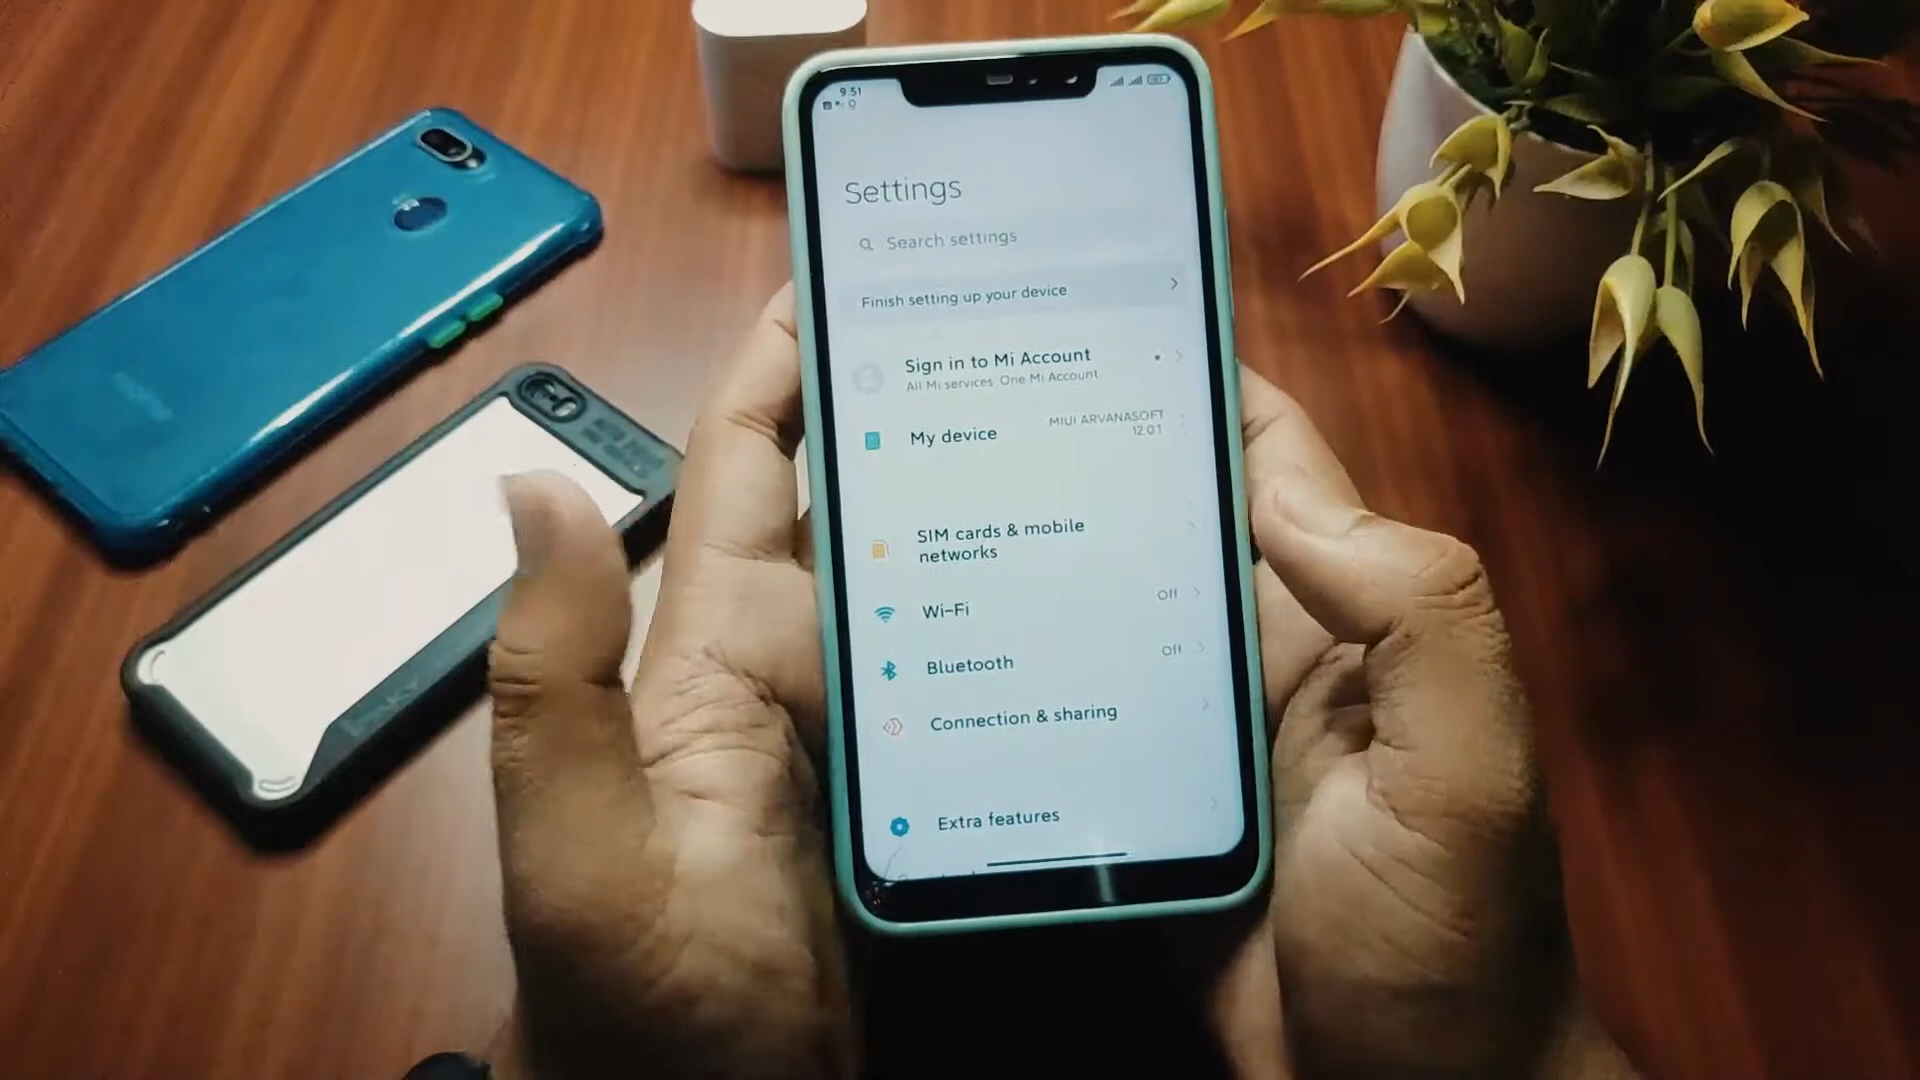 9.51
Settings
Search settings
Finish setting up your device
Sign in to Mi Account
All Mi services. One Mi Account.
My device
MIUI ARVANASOFT
12.0.1
SIM cards & mobile
networks
Wi-Fi
Off
Bluetooth
Off
Connection & sharing
Extra features